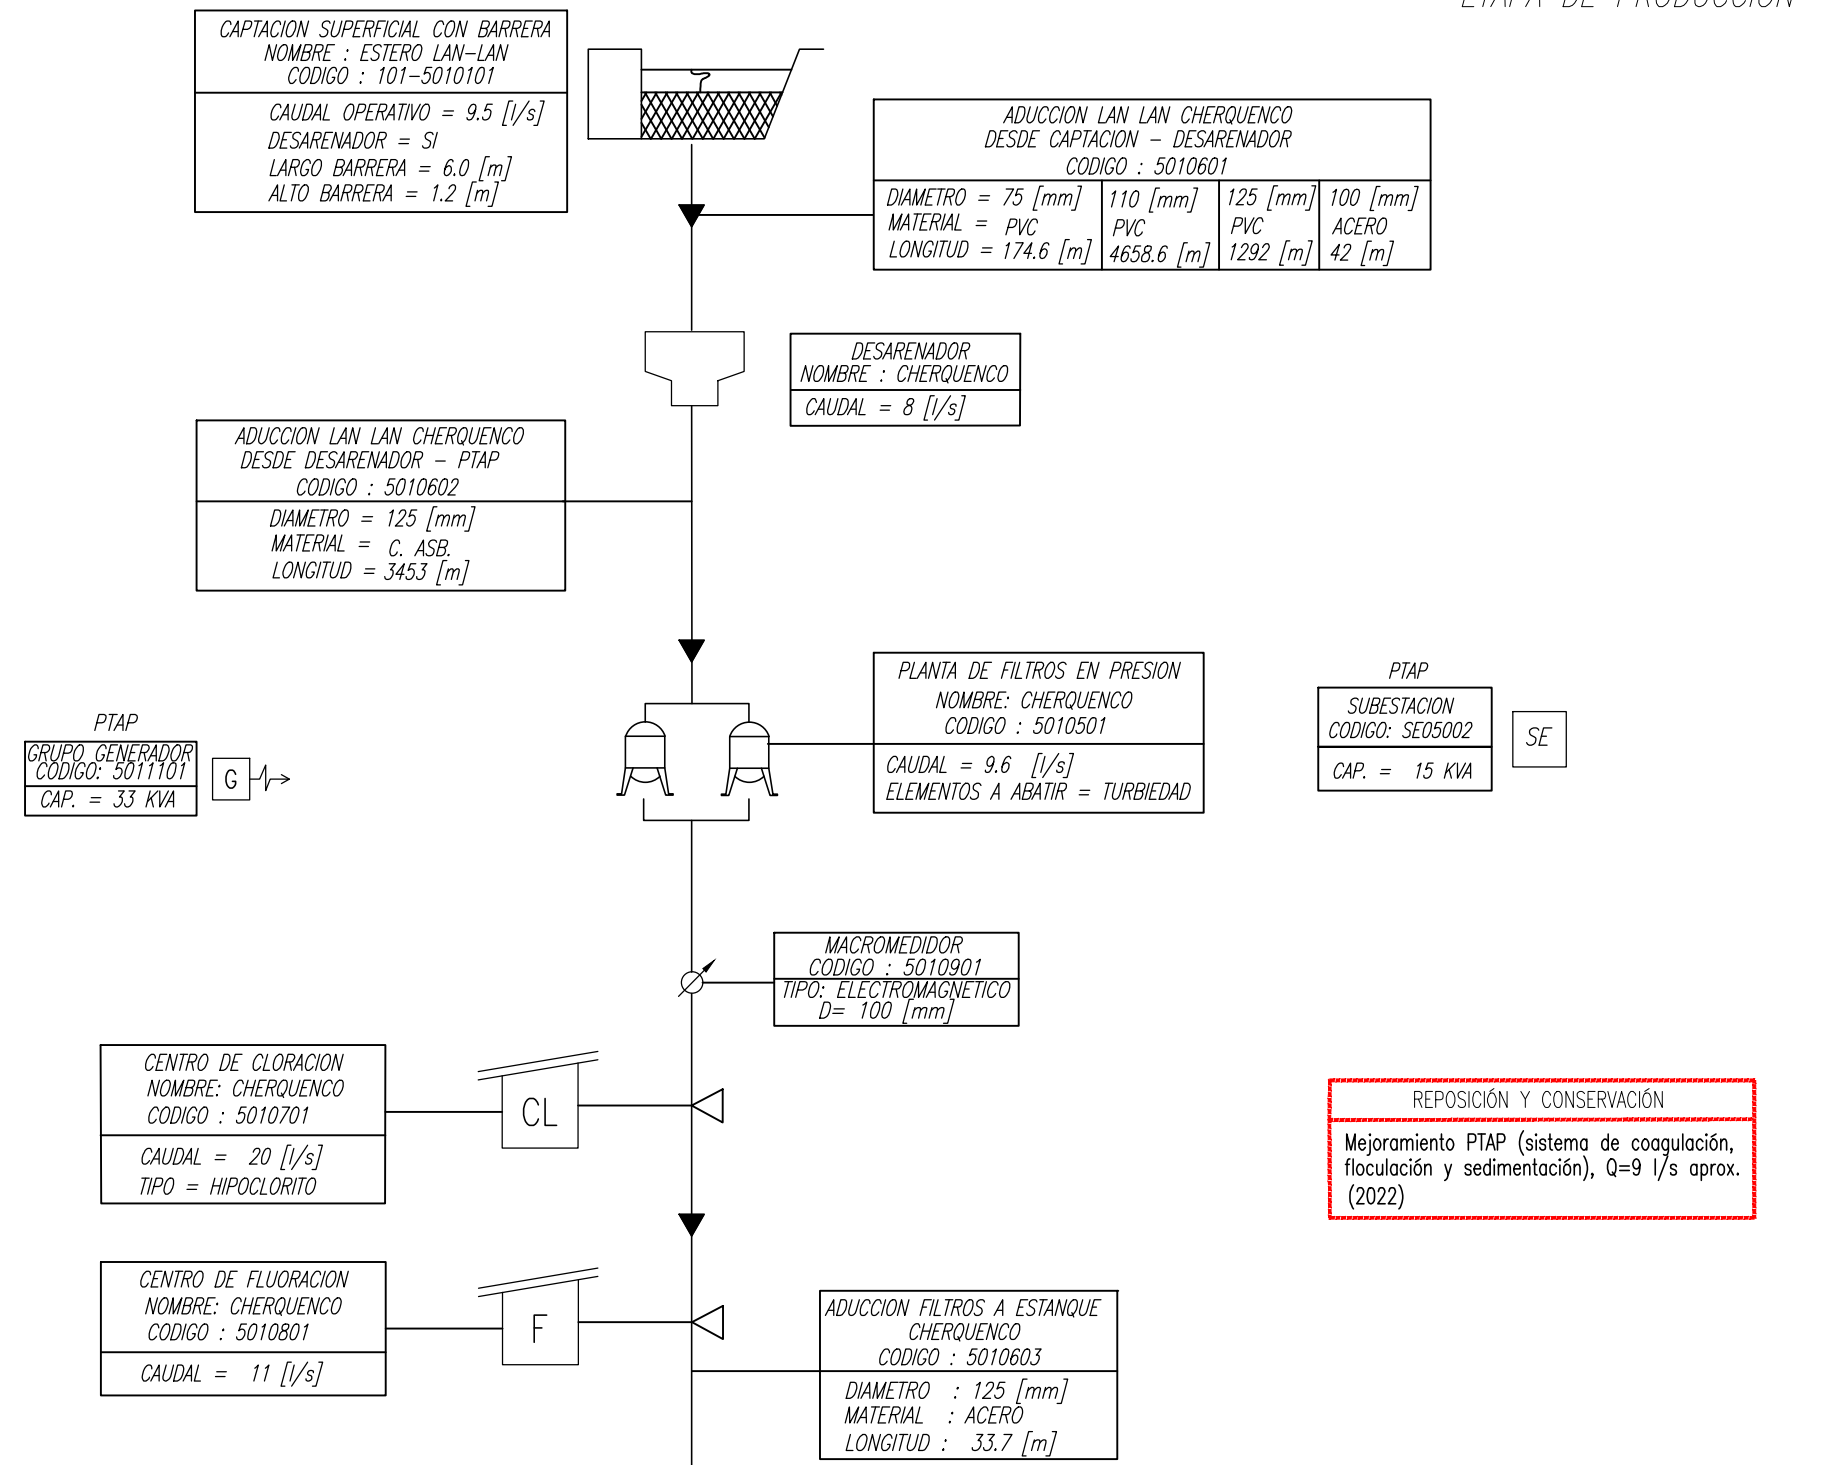 ETAPA DE PRODUCCION
CAPTACION SUPERFICIAL CON BARRERA
NOMBRE : ESTERO LAN-LAN
CODIGO : 101-5010101
CAUDAL OPERATIVO = 9.5 [l/s]
DESARENADOR = SI
LARGO BARRERA = 6.0 [m]
ALTO BARRERA = 1.2 [m]
ADUCCION LAN LAN CHERQUENCO
DESDE CAPTACION - DESARENADOR
CODIGO : 5010601
DIAMETRO = 75 [mm] 110 [mm] 125 [mm] 100 [mm]
MATERIAL = PVC PVC PVC ACERO
LONGITUD = 174.6 [m] 4658.6 [m] 1292 [m] 42 [m]
DESARENADOR
NOMBRE : CHERQUENCO
CAUDAL = 8 [l/s]
ADUCCION LAN LAN CHERQUENCO
DESDE DESARENADOR - PTAP
CODIGO : 5010602
DIAMETRO = 125 [mm]
MATERIAL = C. ASB.
LONGITUD = 3453 [m]
PLANTA DE FILTROS EN PRESION
NOMBRE: CHERQUENCO
CODIGO : 5010501
CAUDAL = 9.6 [l/s]
ELEMENTOS A ABATIR = TURBIEDAD
PTAP
SUBESTACION
CODIGO: SE05002
CAP. = 15 KVA
SE
PTAP
GRUPO GENERADOR
CODIGO: 5011101
CAP. = 33 KVA
G
MACROMEDIDOR
CODIGO : 5010901
TIPO: ELECTROMAGNETICO
D= 100 [mm]
CENTRO DE CLORACION
NOMBRE: CHERQUENCO
CODIGO : 5010701
CAUDAL = 20 [l/s]
TIPO = HIPOCLORITO
CL
REPOSICIÓN Y CONSERVACIÓN
Mejoramiento PTAP (sistema de coagulación,
floculación y sedimentación), Q=9 l/s aprox.
(2022)
CENTRO DE FLUORACION
NOMBRE: CHERQUENCO
CODIGO : 5010801
CAUDAL = 11 [l/s]
F
ADUCCION FILTROS A ESTANQUE
CHERQUENCO
CODIGO : 5010603
DIAMETRO : 125 [mm]
MATERIAL : ACERO
LONGITUD : 33.7 [m]